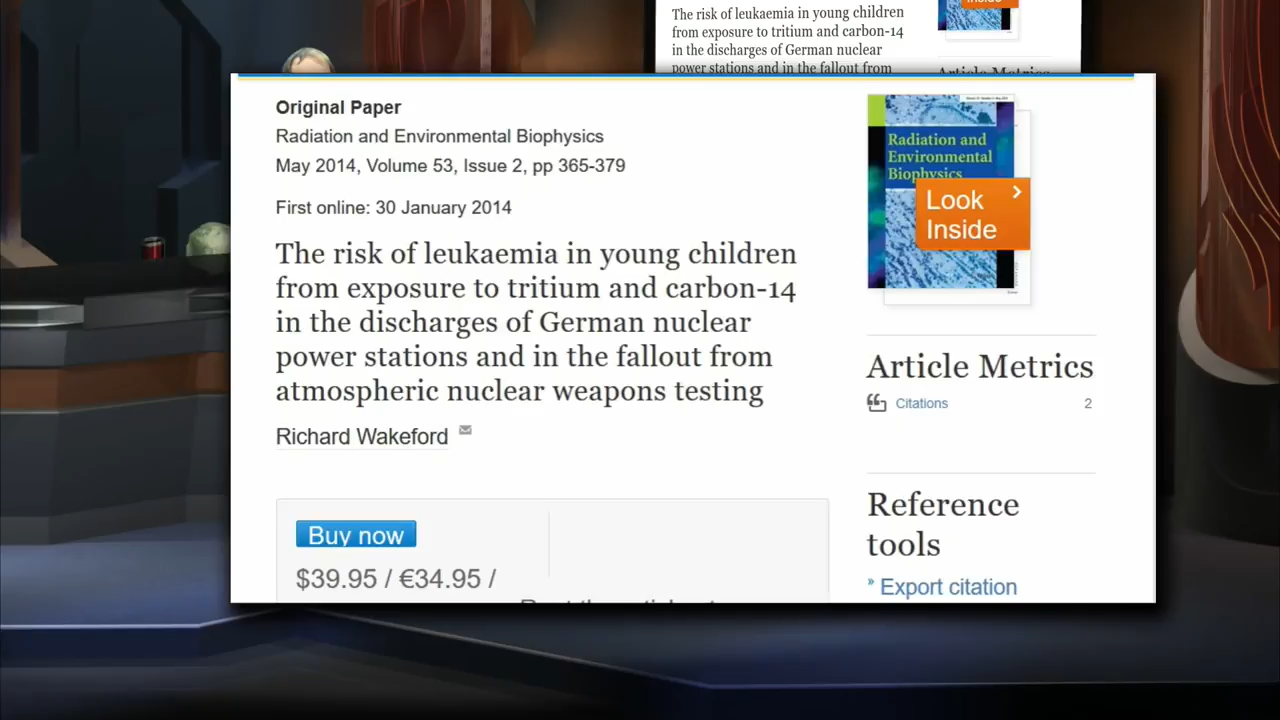 The risk of leukaemia in young children
from exposure to tritium and carbon-14
in the discharges of German nuclear
power stations and in the fallout from
Article Metrics
Original Paper
Radiation and Environmental Biophysics
May 2014, Volume 53, Issue 2, pp 365-379
First online: 30 January 2014
The risk of leukaemia in young children
from exposure to tritium and carbon-14
in the discharges of German nuclear
power stations and in the fallout from
atmospheric nuclear weapons testing
Richard Wakeford
Buy now
$39.95 / €34.95 /
Radiation and
Environmental
Biophysics
Look
Inside
Article Metrics
Citations 2
Reference
tools
» Export citation